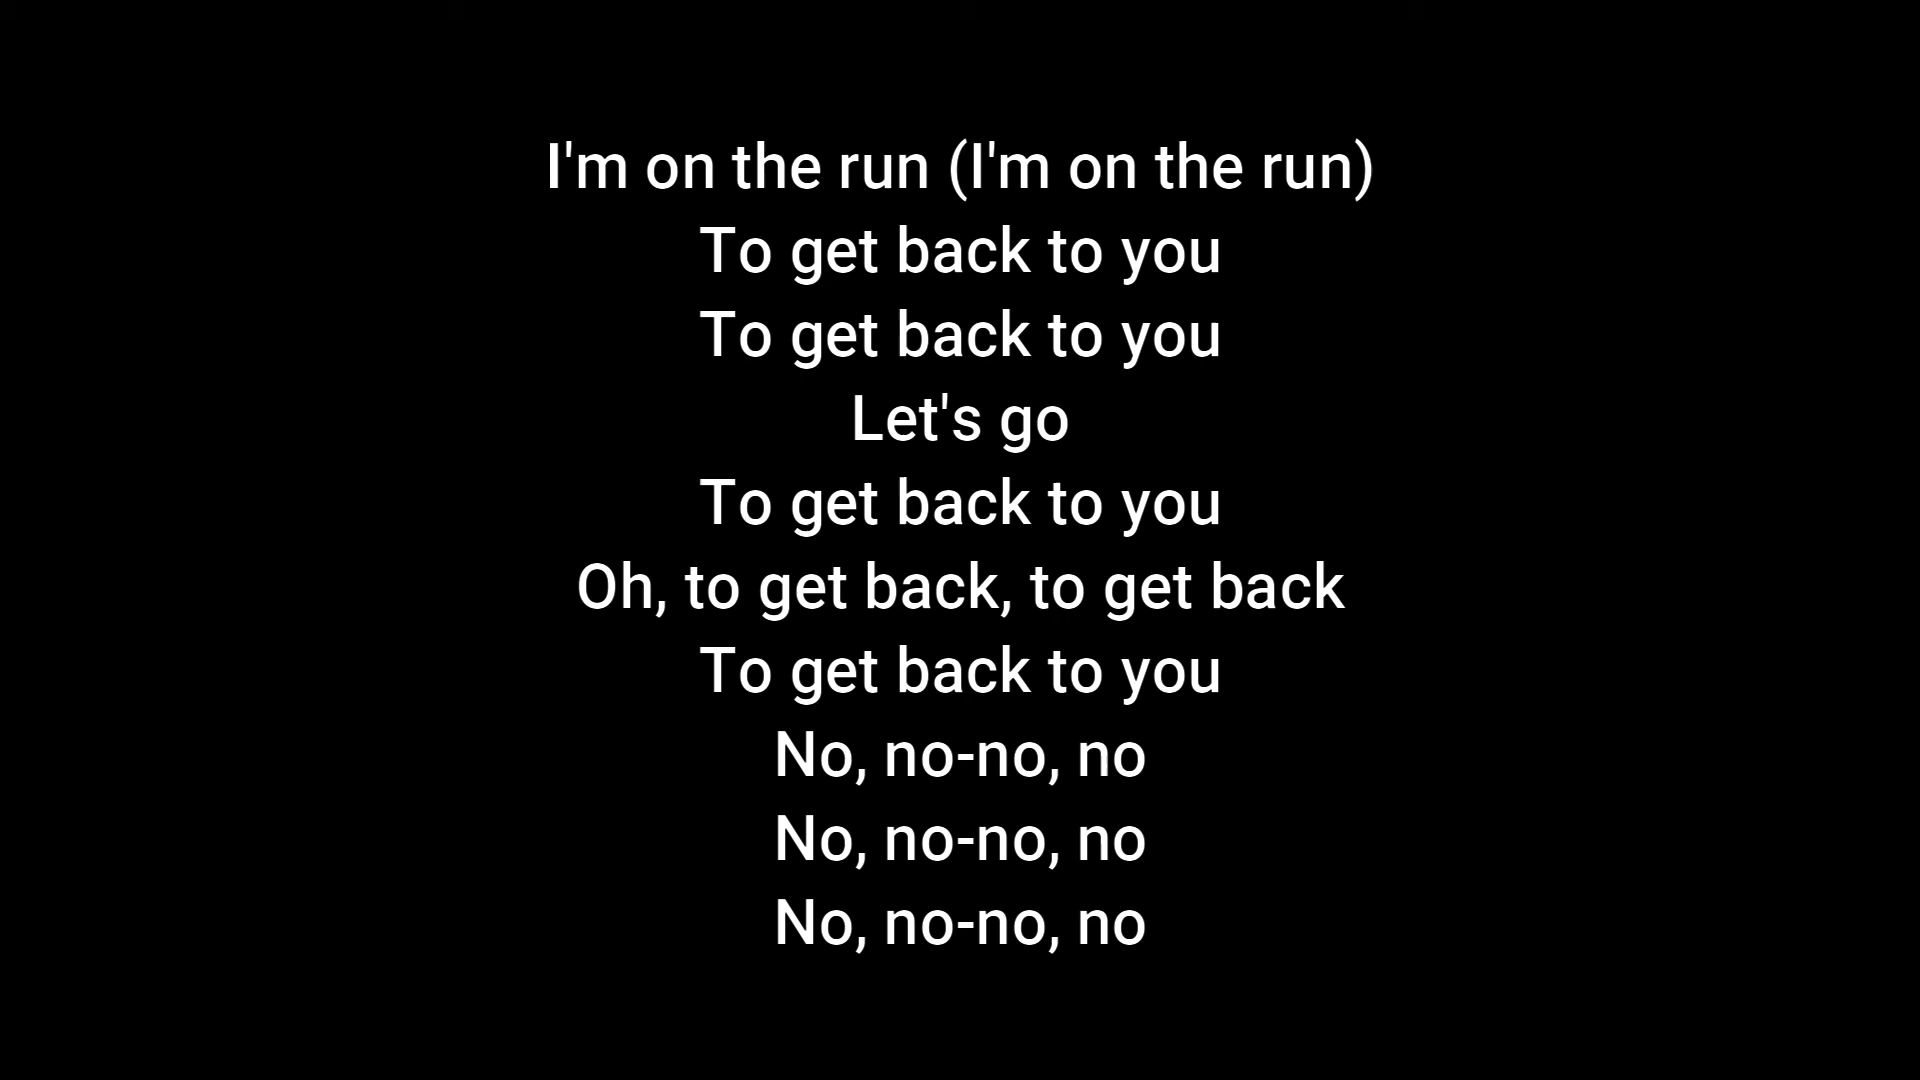 I'm on the run (I'm on the run)
To get back to you
To get back to you
Let's go
To get back to you
Oh, to get back, to get back
To get back to you
No, no-no, no
No, no-no, no
No, no-no, no